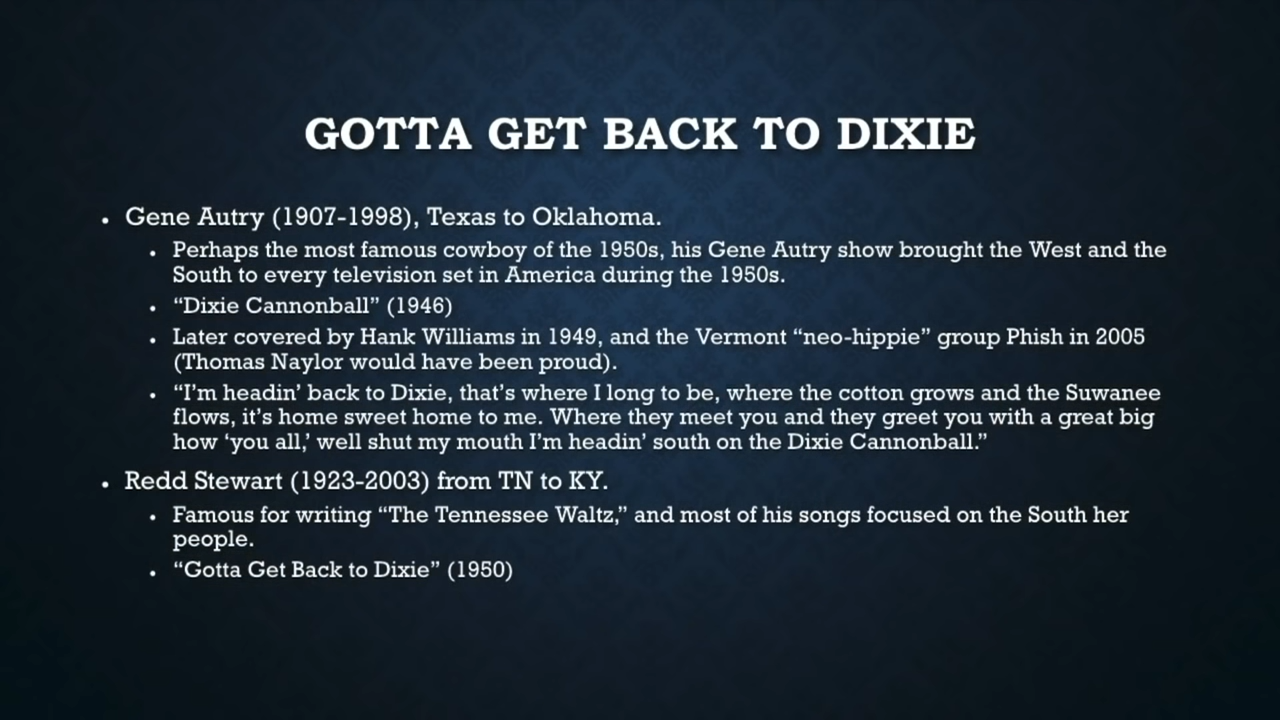 GOTTA GET BACK TO DIXIE
• Gene Autry (1907-1998), Texas to Oklahoma.
• Perhaps the most famous cowboy of the 1950s, his Gene Autry show brought the West and the
South to every television set in America during the 1950s.
• “Dixie Cannonball” (1946)
• Later covered by Hank Williams in 1949, and the Vermont “neo-hippie” group Phish in 2005
(Thomas Naylor would have been proud).
• “I’m headin’ back to Dixie, that’s where I long to be, where the cotton grows and the Suwanee
flows, it’s home sweet home to me. Where they meet you and they greet you with a great big
how ‘you all,’ well shut my mouth I’m headin’ south on the Dixie Cannonball.”
• Redd Stewart (1923-2003) from TN to KY.
• Famous for writing “The Tennessee Waltz,” and most of his songs focused on the South her
people.
• “Gotta Get Back to Dixie” (1950)